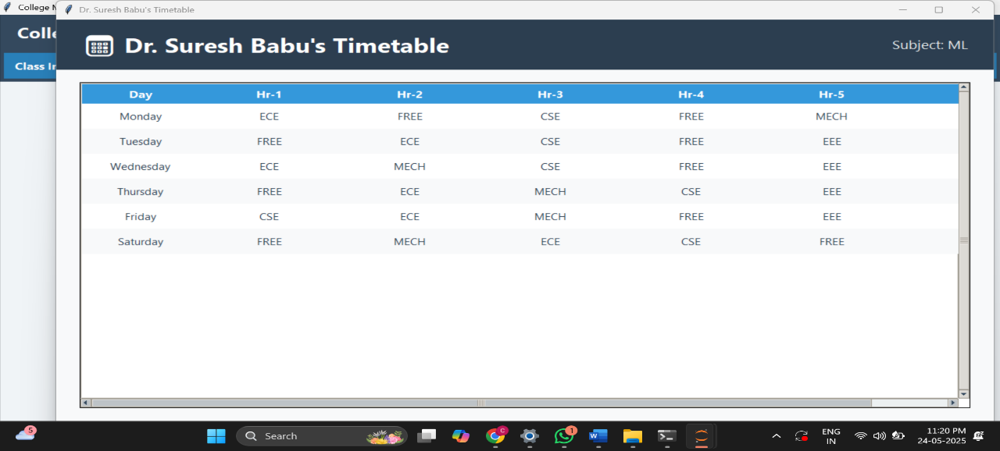 College M
Dr. Suresh Babu's Timetable
Colle
Dr. Suresh Babu's Timetable
Subject: ML
Class In
Day Hr-1 Hr-2 Hr-3 Hr-4 Hr-5
Monday ECE FREE CSE FREE MECH
Tuesday FREE ECE CSE FREE EEE
Wednesday ECE MECH CSE FREE EEE
Thursday FREE ECE MECH CSE EEE
Friday CSE ECE MECH FREE EEE
Saturday FREE MECH ECE CSE FREE
5
Search
C
1
ENG
IN
11:20 PM
24-05-2025